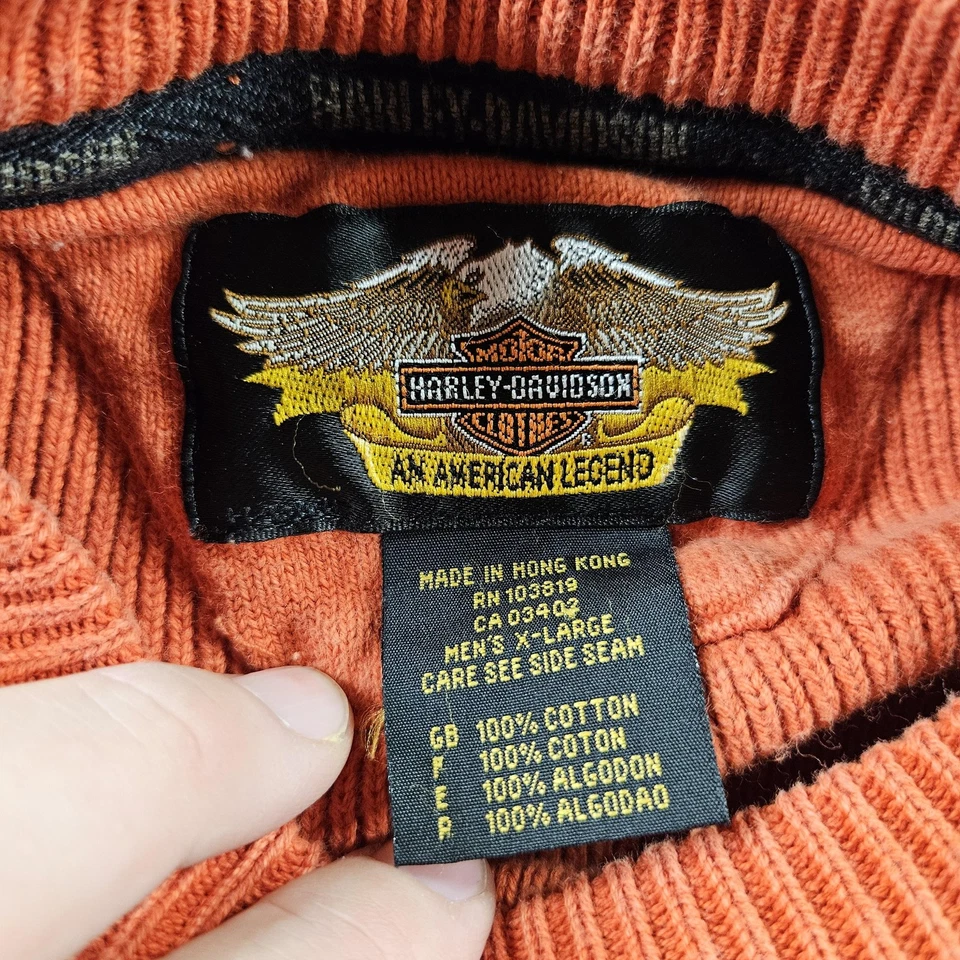 HARLEY-DAVIDSON
MOTOR
HARLEY-DAVIDSON
CLOTHES
®
AN AMERICAN LEGEND
MADE IN HONG KONG
RN 103819
CA 03402
MEN'S X-LARGE
CARE SEE SIDE SEAM
GB 100% COTTON
F 100% COTON
E 100% ALGODON
R 100% ALGODAO